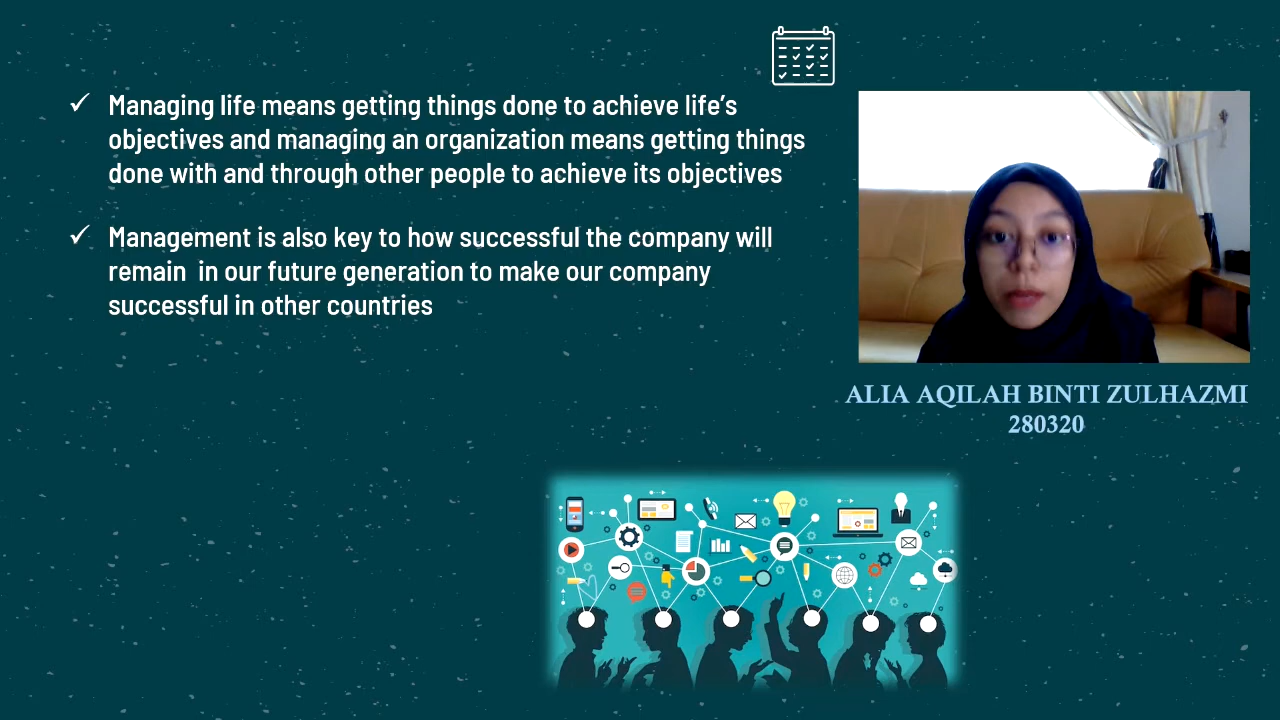 Managing life means getting things done to achieve life's
objectives and managing an organization means getting things
done with and through other people to achieve its objectives
Management is also key to how successful the company will
remain  in our future generation to make our company
successful in other countries
ALIA AQILAH BINTI ZULHAZMI
280320